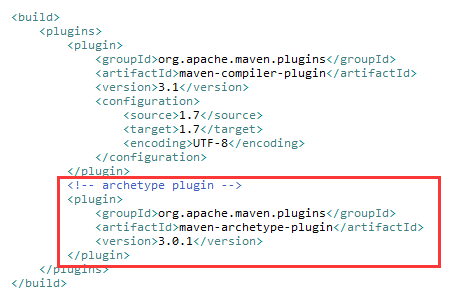 <build>
    <plugins>
        <plugin>
            <groupId>org.apache.maven.plugins</groupId>
            <artifactId>maven-compiler-plugin</artifactId>
            <version>3.1</version>
            <configuration>
                <source>1.7</source>
                <target>1.7</target>
                <encoding>UTF-8</encoding>
            </configuration>
        </plugin>
        <!-- archetype plugin -->
        <plugin>
            <groupId>org.apache.maven.plugins</groupId>
            <artifactId>maven-archetype-plugin</artifactId>
            <version>3.0.1</version>
        </plugin>
    </plugins>
</build>